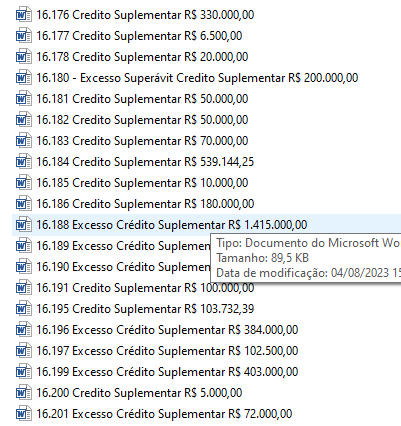 16.176 Credito Suplementar R$ 330.000,00
16.177 Credito Suplementar R$ 6.500,00
16.178 Credito Suplementar R$ 20.000,00
16.180 - Excesso Superávit Credito Suplementar R$ 200.000,00
16.181 Credito Suplementar R$ 50.000,00
16.182 Credito Suplementar R$ 50.000,00
16.183 Credito Suplementar R$ 70.000,00
16.184 Credito Suplementar R$ 539.144,25
16.185 Credito Suplementar R$ 10.000,00
16.186 Credito Suplementar R$ 180.000,00
16.188 Excesso Crédito Suplementar R$ 1.415.000,00
16.189 Excesso Crédito Suplementar
Tipo: Documento do Microsoft Wo
16.190 Excesso Crédito Suplementar
Tamanho: 89,5 KB
Data de modificação: 04/08/2023 15
16.191 Credito Suplementar R$ 100.000,00
16.195 Credito Suplementar R$ 103.732,39
16.196 Excesso Crédito Suplementar R$ 384.000,00
16.197 Excesso Crédito Suplementar R$ 102.500,00
16.199 Excesso Crédito Suplementar R$ 403.000,00
16.200 Credito Suplementar R$ 5.000,00
16.201 Excesso Crédito Suplementar R$ 72.000,00